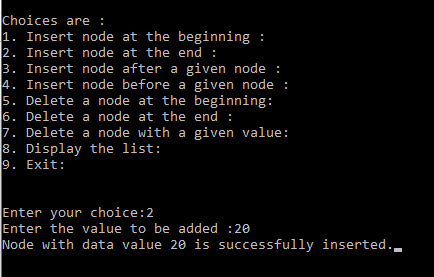 Choices are :
1. Insert node at the beginning :
2. Insert node at the end :
3. Insert node after a given node :
4. Insert node before a given node :
5. Delete a node at the beginning:
6. Delete a node at the end :
7. Delete a node with a given value:
8. Display the list:
9. Exit:
Enter your choice:2
Enter the value to be added :20
Node with data value 20 is successfully inserted.